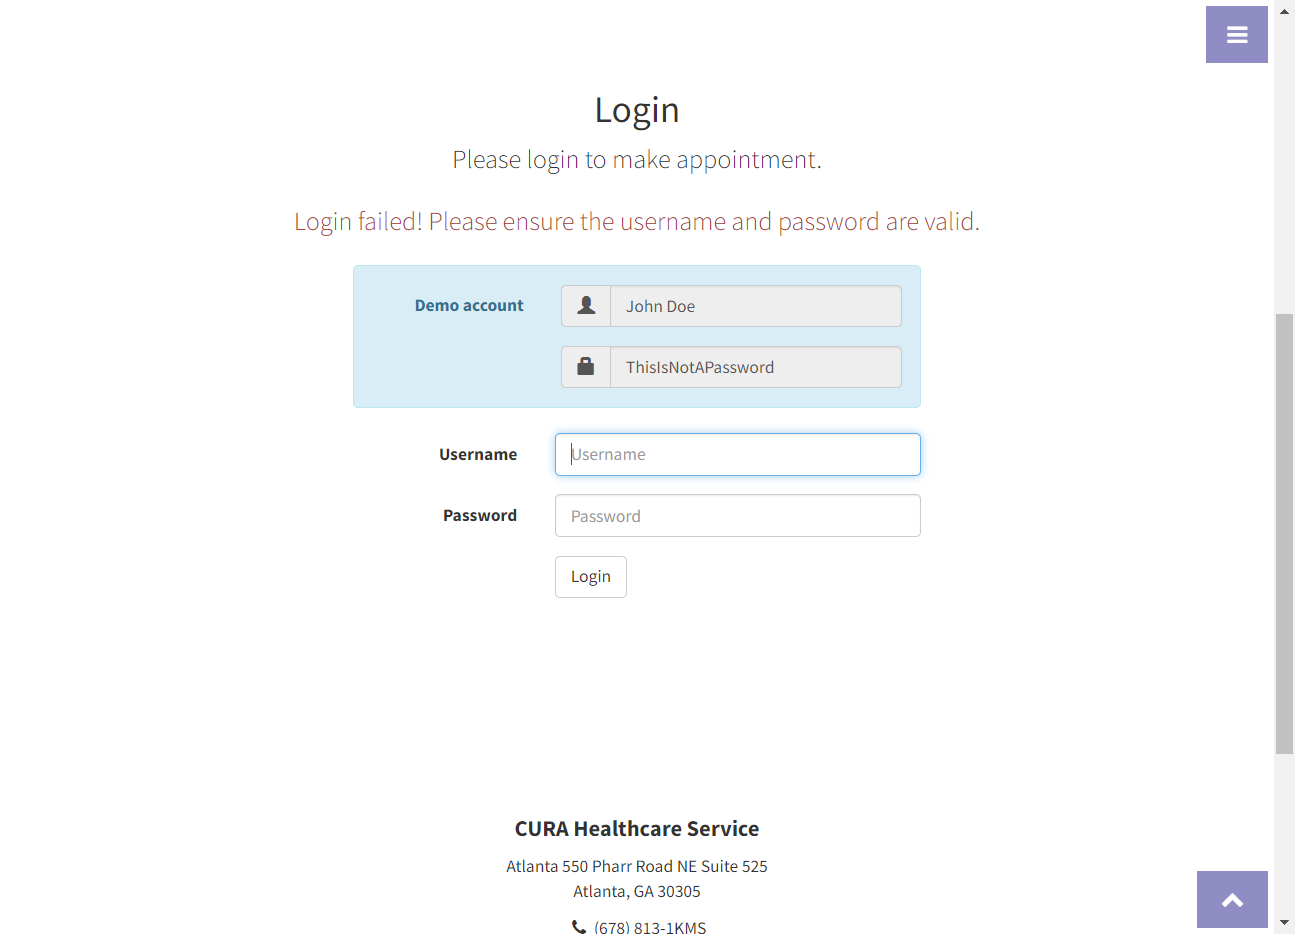 Login
Please login to make appointment.
Login failed! Please ensure the username and password are valid.
Demo account
John Doe
ThisIsNotAPassword
Username
Username
Password
Password
Login
CURA Healthcare Service
Atlanta 550 Pharr Road NE Suite 525
Atlanta, GA 30305
(678) 813-1KMS